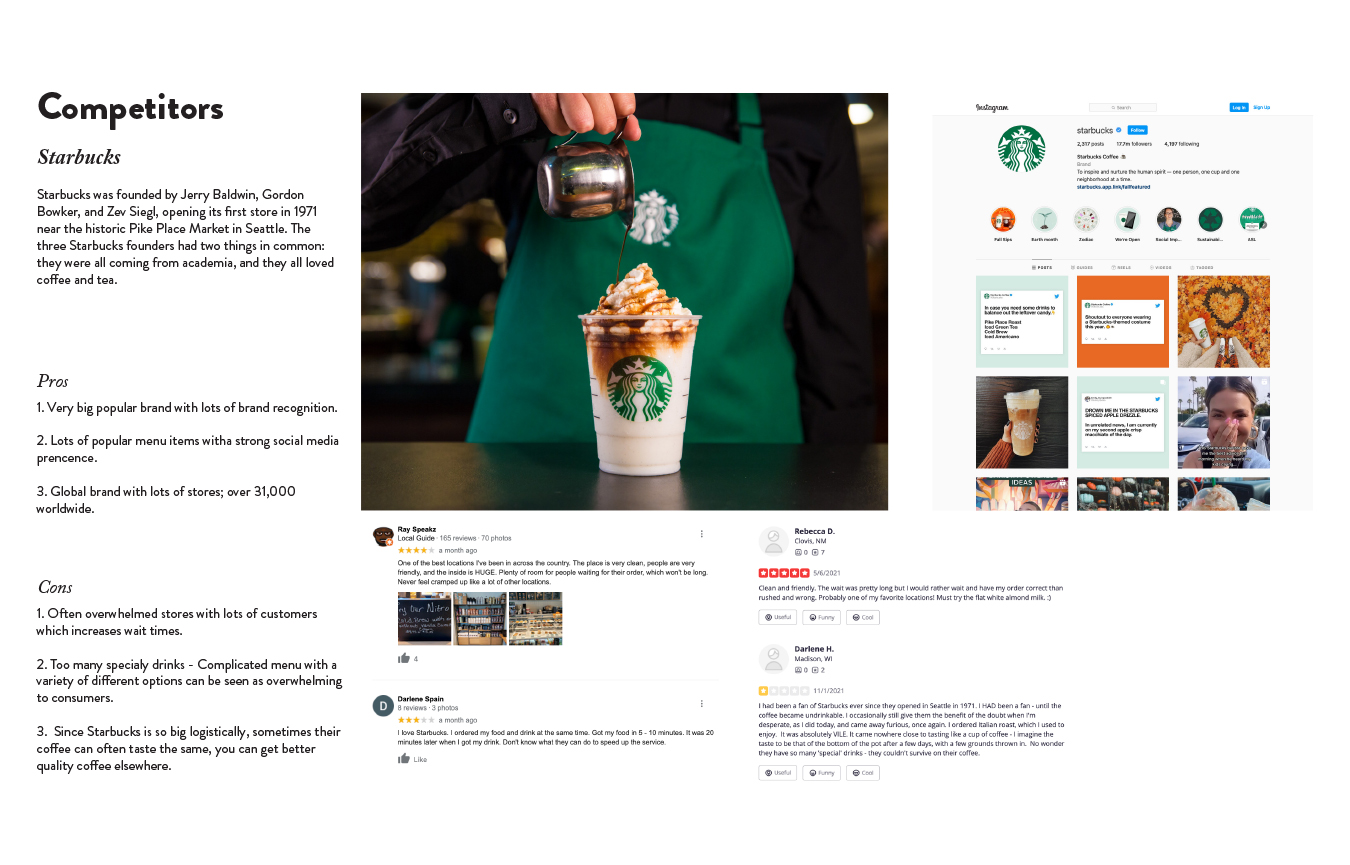 Competitors
Starbucks
Starbucks was founded by Jerry Baldwin, Gordon
Bowker, and Zev Siegl, opening its first store in 1971
near the historic Pike Place Market in Seattle. The
three Starbucks founders had two things in common:
they were all coming from academia, and they all loved
coffee and tea.
Pros
1. Very big popular brand with lots of brand recognition.
2. Lots of popular menu items witha strong social media
prencence.
3. Global brand with lots of stores; over 31,000
worldwide.
Cons
1. Often overwhelmed stores with lots of customers
which increases wait times.
2. Too many specialy drinks - Complicated menu with a
variety of different options can be seen as overwhelming
to consumers.
3. Since Starbucks is so big logistically, sometimes their
coffee can often taste the same, you can get better
quality coffee elsewhere.
Ray Speakz
Local Guide · 165 reviews · 70 photos
a month ago
One of the best locations I've been in across the country. The place is very clean, people are very
friendly, and the inside is HUGE. Plenty of room for people waiting for their order, which won't be long.
Never feel cramped up like a lot of other locations.
4
D
Darlene Spain
8 reviews · 3 photos
a month ago
I love Starbucks. I ordered my food and drink at the same time. Got my food in 5 - 10 minutes. It was 20
minutes later when I got my drink. Don't know what they can do to speed up the service.
Like
Rebecca D.
Clovis, NM
0 7
5/6/2021
Clean and friendly. The wait was pretty long but I would rather wait and have my order correct than
rushed and wrong. Probably one of my favorite locations! Must try the flat white almond milk. :)
Useful Funny Cool
Darlene H.
Madison, WI
0 2
11/1/2021
I had been a fan of Starbucks ever since they opened in Seattle in 1971. I HAD been a fan - until the
coffee became undrinkable. I occasionally still give them the benefit of the doubt when I'm
desperate, as I did today, and came away furious, once again. I ordered Italian roast, which I used to
enjoy. It was absolutely VILE. It came nowhere close to tasting like a cup of coffee - I imagine the
taste to be that of the bottom of the pot after a few days, with a few grounds thrown in. No wonder
they have so many 'special' drinks - they couldn't survive on their coffee.
Useful Funny Cool
Instagram
Search
Log In Sign Up
starbucks Follow
2,317 posts 17.7m followers 4,197 following
Starbucks Coffee
Brand
To inspire and nurture the human spirit — one person, one cup and one
neighborhood at a time.
starbucks.app.link/fallfeatured
Fall Sips Earth month Zodiac We're Open Social Imp... Sustainabl... ASL
POSTS GUIDES REELS VIDEOS TAGGED
In case you need some drinks to
balance out the leftover candy
Pike Place Roast
Iced Green Tea
Cold Brew
Iced Americano
Shoutout to everyone wearing
a Starbucks-themed costume
this year.
DROWN ME IN THE STARBUCKS
SPICED APPLE DRIZZLE.
In unrelated news, I am currently
on my second apple crisp
macchiato of the day.
IDEAS